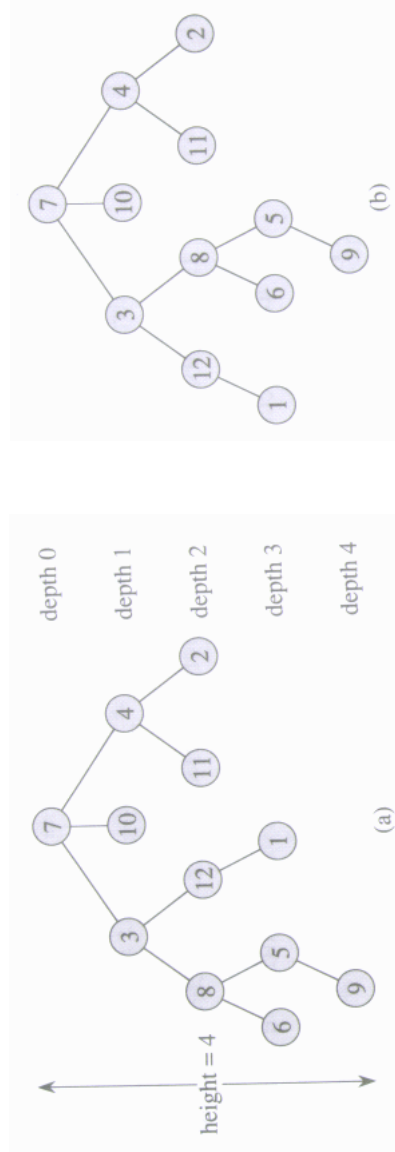 7 depth 0
3 10 4 depth 1
height = 4 8 12 11 2 depth 2
6 5 1 depth 3
9 depth 4
(a)
7
3 10 4
12 8 11 2
1 6 5
9
(b)